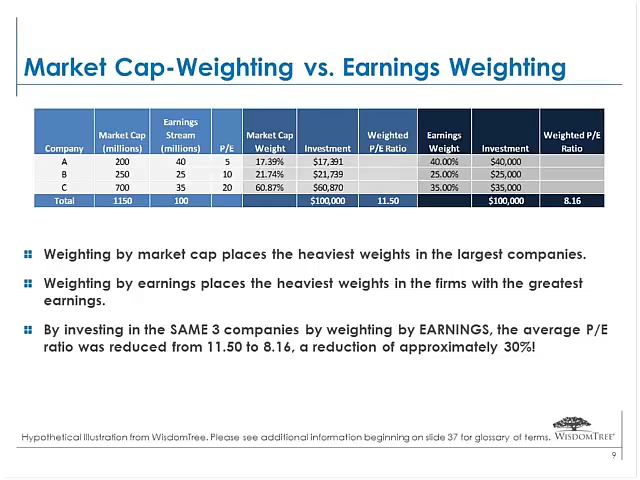 Market Cap-Weighting vs. Earnings Weighting
Company Market Cap (millions) Earnings Stream (millions) P/E Market Cap Weight Investment Weighted P/E Ratio Earnings Weight Investment Weighted P/E Ratio
A 200 40 5 17.39% $17,391 40.00% $40,000
B 250 25 10 21.74% $21,739 25.00% $25,000
C 700 35 20 60.87% $60,870 35.00% $35,000
Total 1150 100 $100,000 11.50 $100,000 8.16
Weighting by market cap places the heaviest weights in the largest companies.
Weighting by earnings places the heaviest weights in the firms with the greatest
earnings.
By investing in the SAME 3 companies by weighting by EARNINGS, the average P/E
ratio was reduced from 11.50 to 8.16, a reduction of approximately 30%!
Hypothetical Illustration from WisdomTree. Please see additional information beginning on slide 37 for glossary of terms.
WISDOMTREE®
9